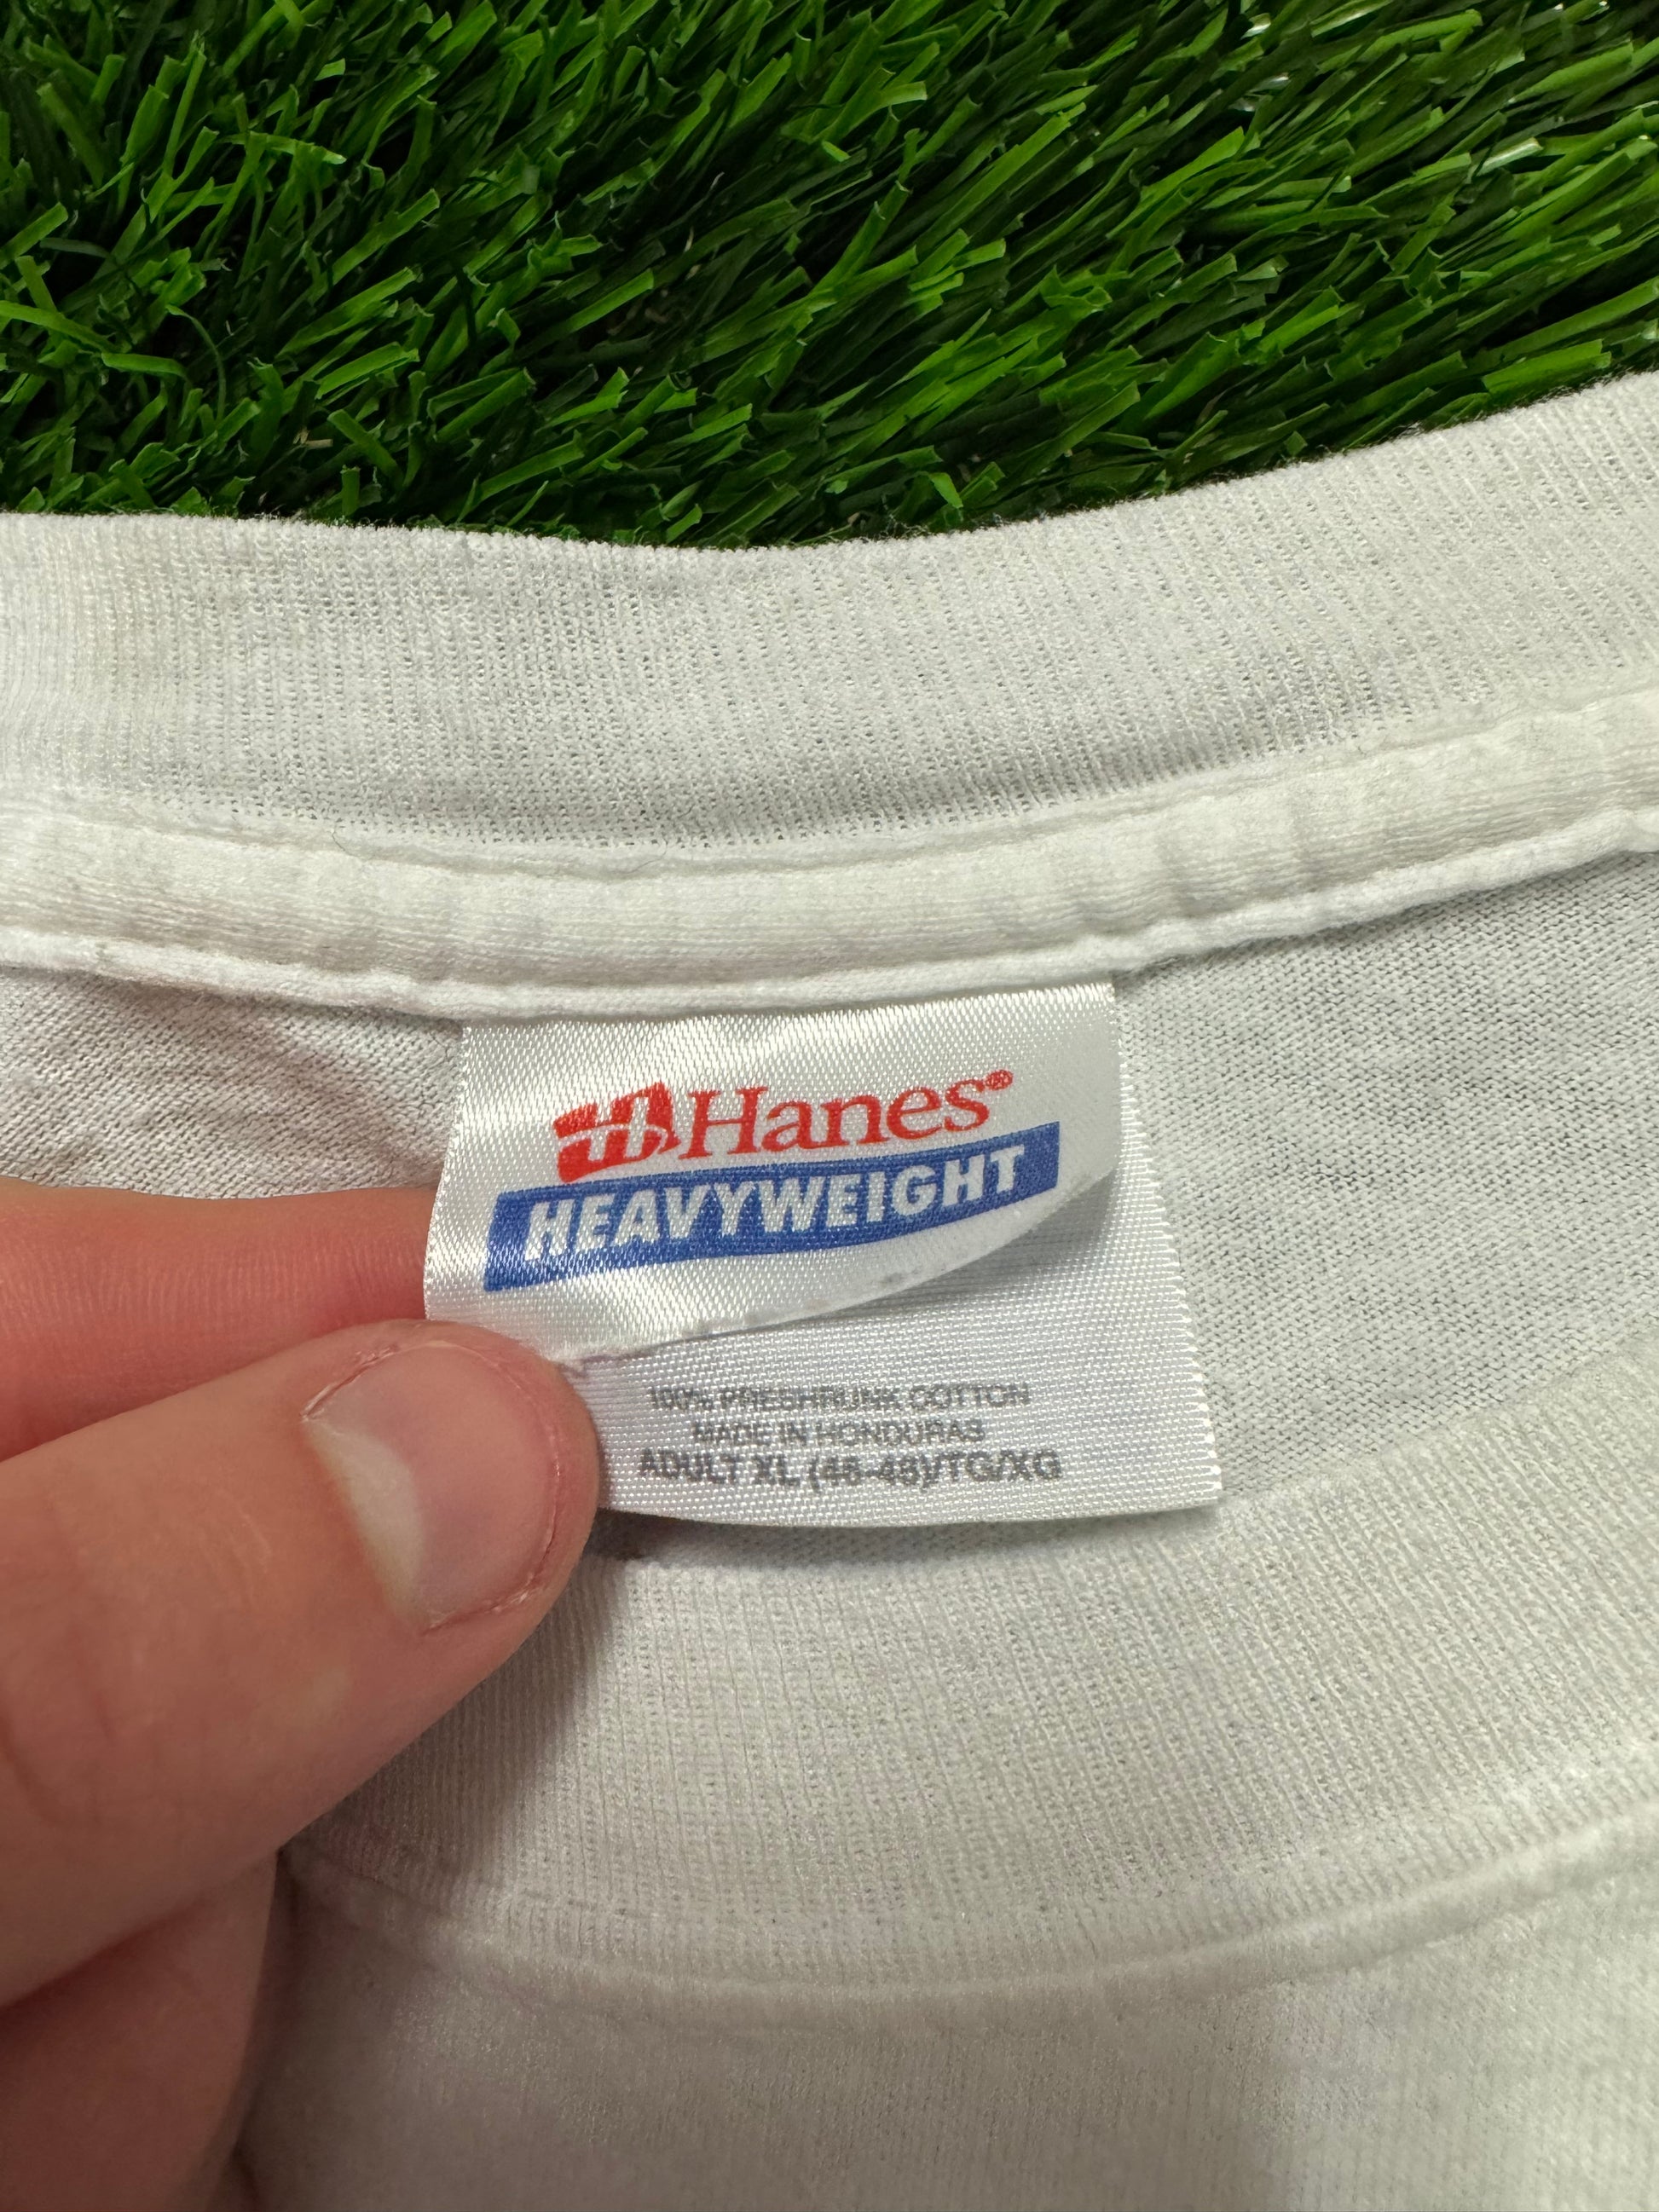 Hanes®
HEAVYWEIGHT
100% PRESHRUNK COTTON
MADE IN HONDURAS
ADULT XL (46-48)/TG/XG